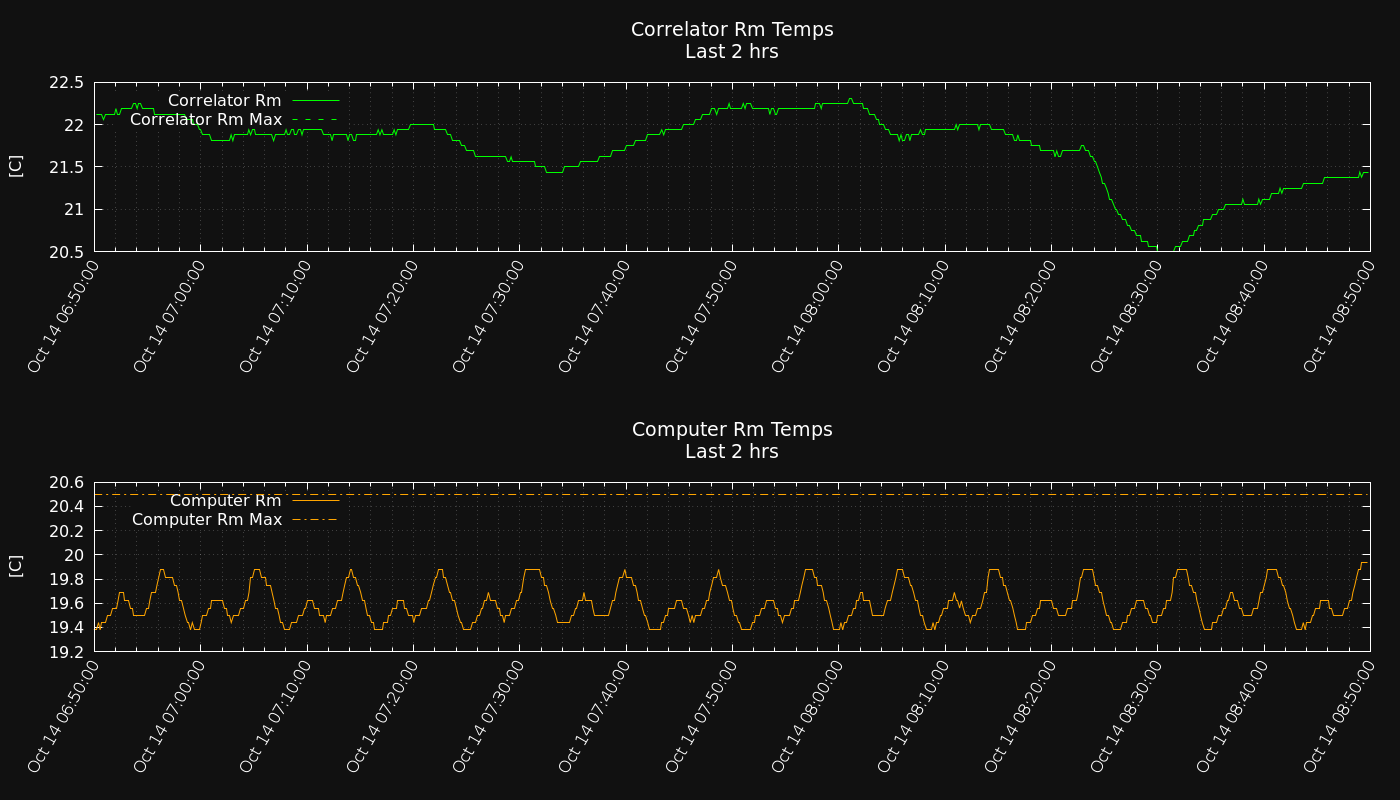 Correlator Rm Temps
Last 2 hrs
22.5
22
21.5
21
20.5
[C]
Correlator Rm
Correlator Rm Max
Oct 14 06:50:00
Oct 14 07:00:00
Oct 14 07:10:00
Oct 14 07:20:00
Oct 14 07:30:00
Oct 14 07:40:00
Oct 14 07:50:00
Oct 14 08:00:00
Oct 14 08:10:00
Oct 14 08:20:00
Oct 14 08:30:00
Oct 14 08:40:00
Oct 14 08:50:00
Computer Rm Temps
Last 2 hrs
20.6
20.4
20.2
20
19.8
19.6
19.4
19.2
[C]
Computer Rm
Computer Rm Max
Oct 14 06:50:00
Oct 14 07:00:00
Oct 14 07:10:00
Oct 14 07:20:00
Oct 14 07:30:00
Oct 14 07:40:00
Oct 14 07:50:00
Oct 14 08:00:00
Oct 14 08:10:00
Oct 14 08:20:00
Oct 14 08:30:00
Oct 14 08:40:00
Oct 14 08:50:00